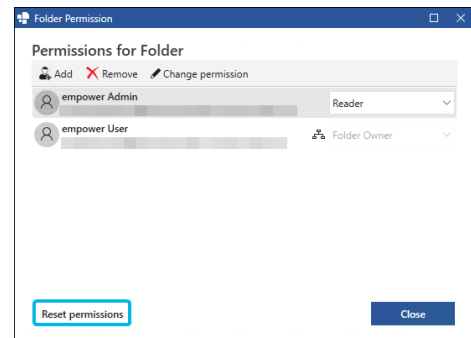 Folder Permission
Permissions for Folder
Add Remove Change permission
empower Admin
Reader
empower User
Folder Owner
Reset permissions
Close